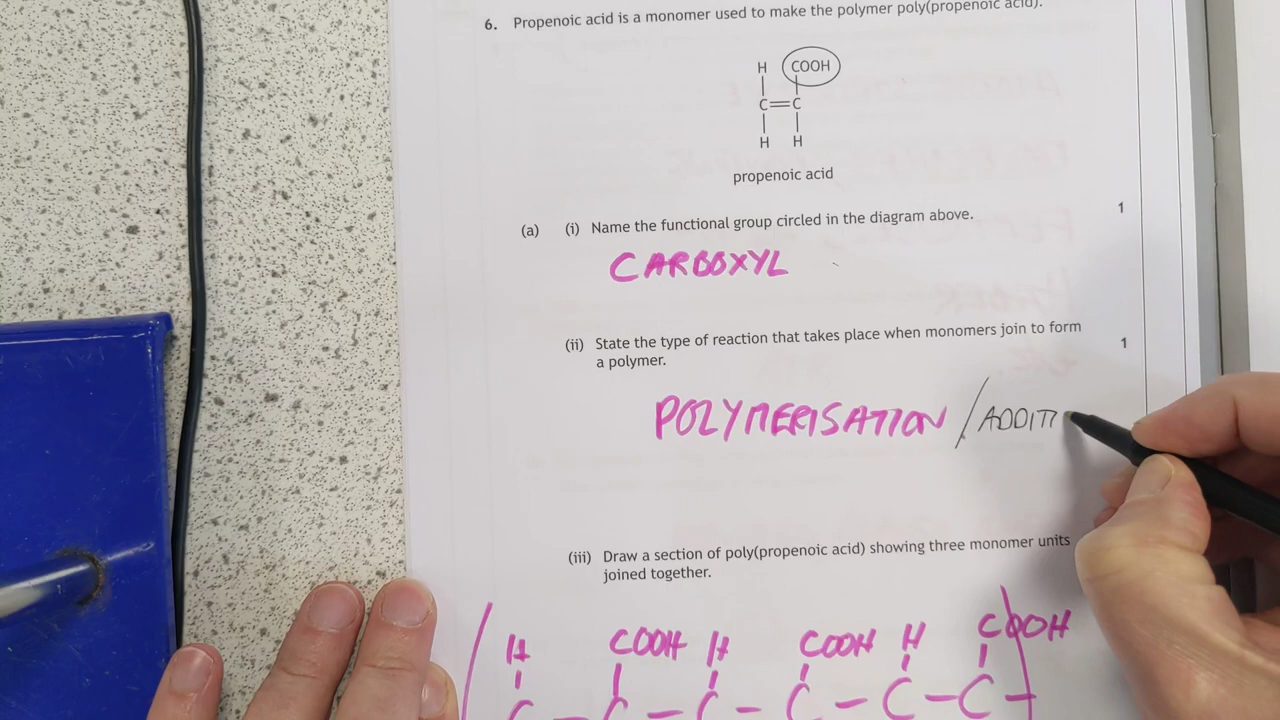 6. Propenoic acid is a monomer used to make the polymer poly(propenoic acid).
H COOH
C=C
H H
propenoic acid
(a) (i) Name the functional group circled in the diagram above. 1
CARBOXYL
(ii) State the type of reaction that takes place when monomers join to form 1
a polymer.
POLYMERISATION / ADDITI
(iii) Draw a section of poly(propenoic acid) showing three monomer units
joined together.
H COOH H COOH H COOH
C - C - C - C - C - C -